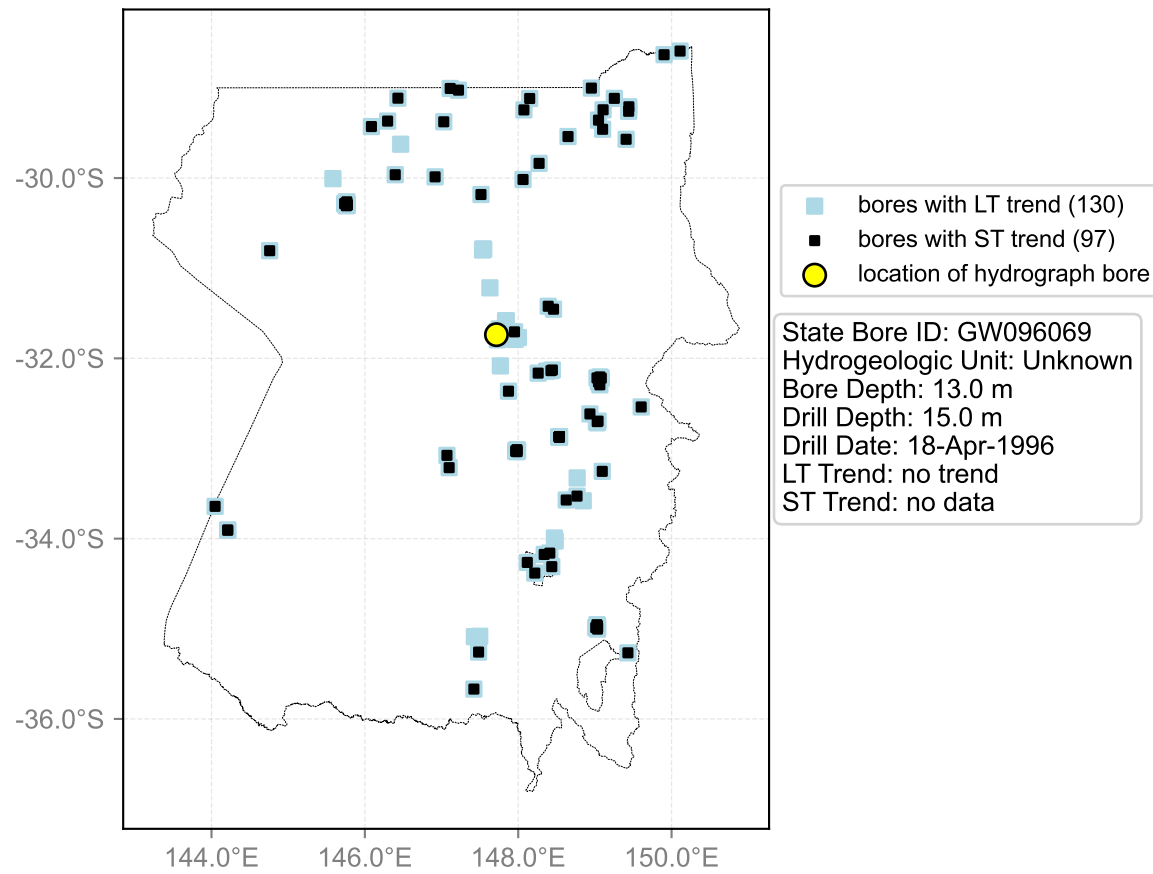 -30.0°S
-32.0°S
-34.0°S
-36.0°S
144.0°E
146.0°E
148.0°E
150.0°E
bores with LT trend (130)
bores with ST trend (97)
location of hydrograph bore
State Bore ID: GW096069
Hydrogeologic Unit: Unknown
Bore Depth: 13.0 m
Drill Depth: 15.0 m
Drill Date: 18-Apr-1996
LT Trend: no trend
ST Trend: no data